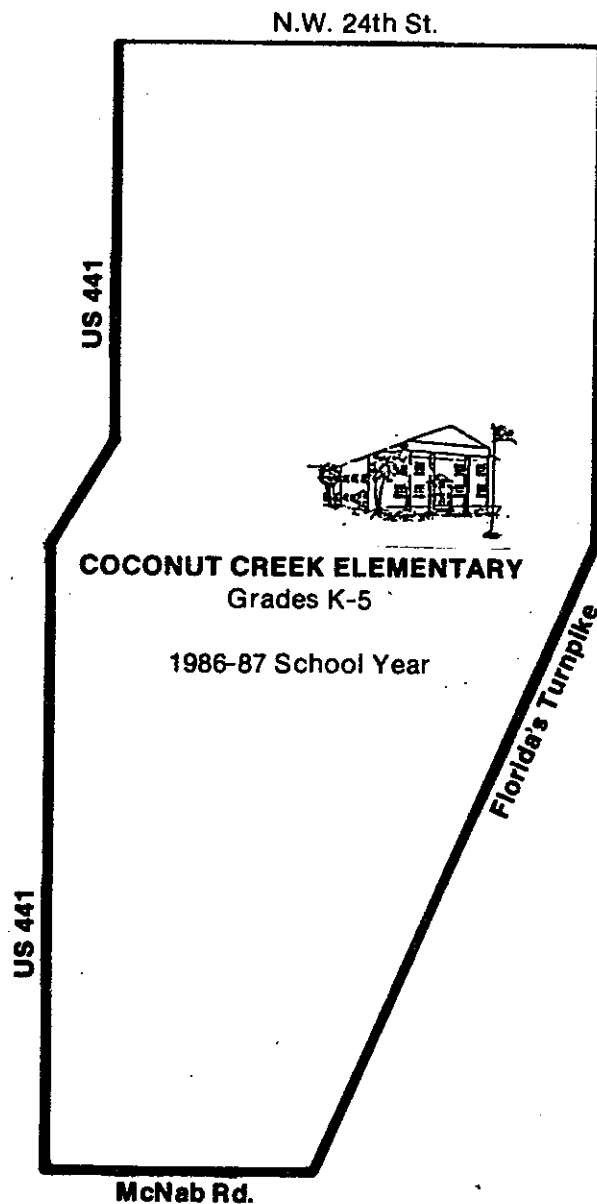 N.W. 24th St.
US 441
COCONUT CREEK ELEMENTARY
Grades K-5
1986-87 School Year
Florida's Turnpike
US 441
McNab Rd.